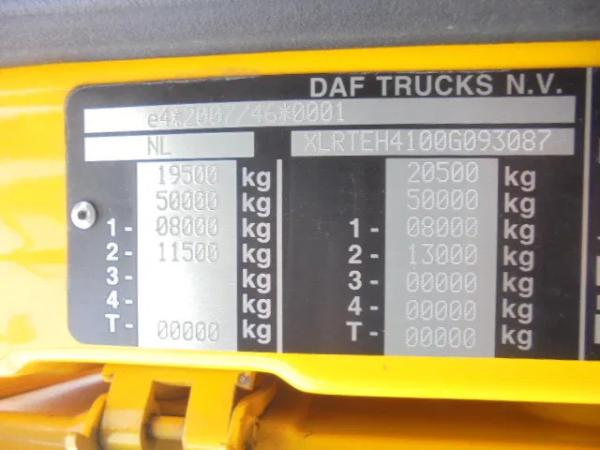 DAF TRUCKS N.V.
e4*2007/46*0001
NL XLRTEH4100G093087
19500 kg 20500 kg
50000 kg 50000 kg
1- 08000 kg 1- 08000 kg
2- 11500 kg 2- 13000 kg
3- kg 3- 00000 kg
4- kg 4- 00000 kg
T- 00000 kg T- 00000 kg